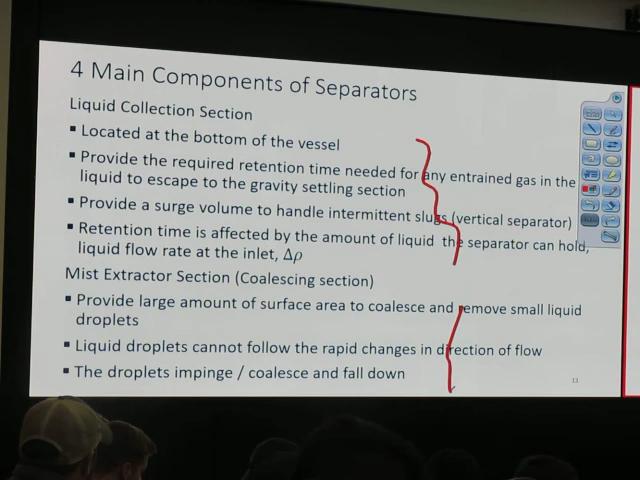 4 Main Components of Separators
Liquid Collection Section
▪ Located at the bottom of the vessel
▪ Provide the required retention time needed for any entrained gas in the
liquid to escape to the gravity settling section
▪ Provide a surge volume to handle intermittent slugs (vertical separator)
▪ Retention time is affected by the amount of liquid the separator can hold,
liquid flow rate at the inlet, Δρ
Mist Extractor Section (Coalescing section)
▪ Provide large amount of surface area to coalesce and remove small liquid
droplets
▪ Liquid droplets cannot follow the rapid changes in direction of flow
▪ The droplets impinge / coalesce and fall down
13